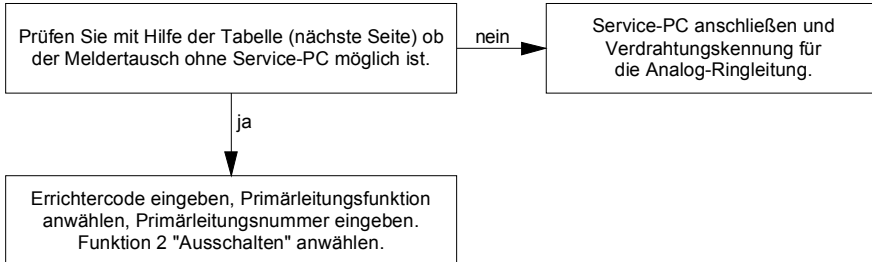 Prüfen Sie mit Hilfe der Tabelle (nächste Seite) ob
der Meldertausch ohne Service-PC möglich ist.
nein
Service-PC anschließen und
Verdrahtungskennung für
die Analog-Ringleitung.
ja
Errichtercode eingeben, Primärleitungsfunktion
anwählen, Primärleitungsnummer eingeben.
Funktion 2 "Ausschalten" anwählen.